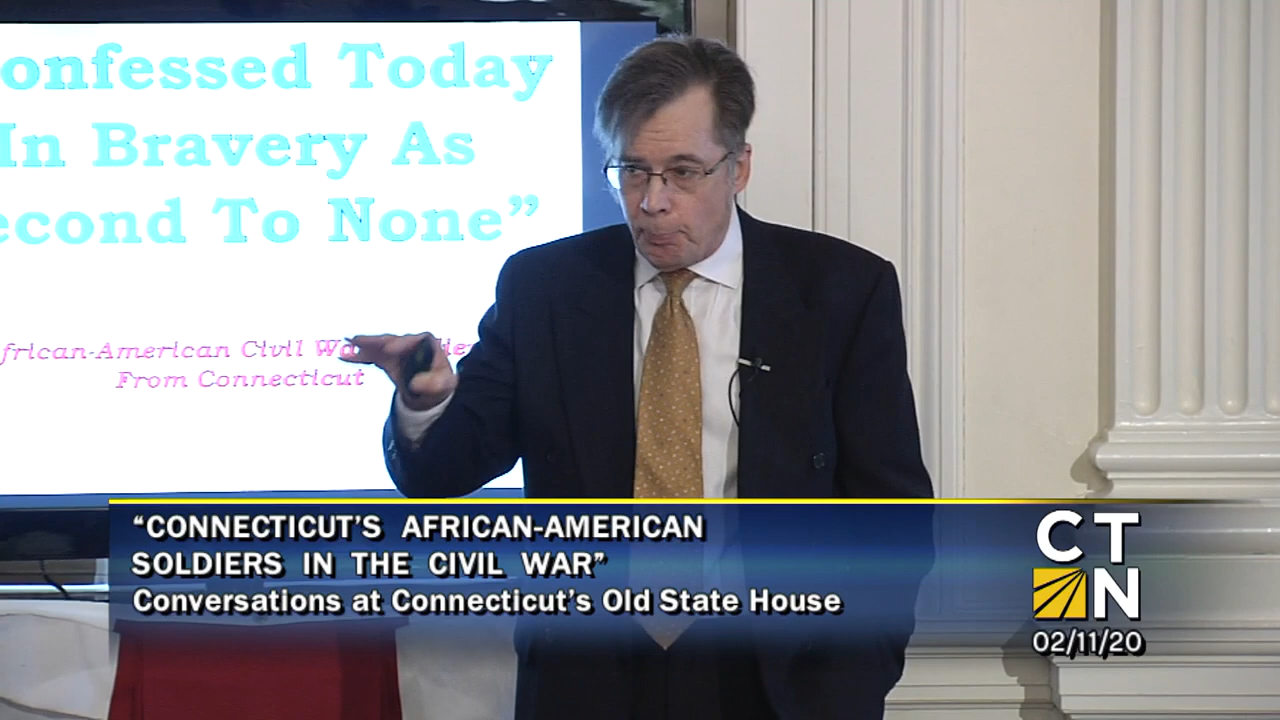 onfessed Today
In Bravery As
econd To None”
frican-American Civil
From Connecticut
“CONNECTICUT’S AFRICAN-AMERICAN
SOLDIERS IN THE CIVIL WAR”
Conversations at Connecticut’s Old State House
CT
N
02/11/20